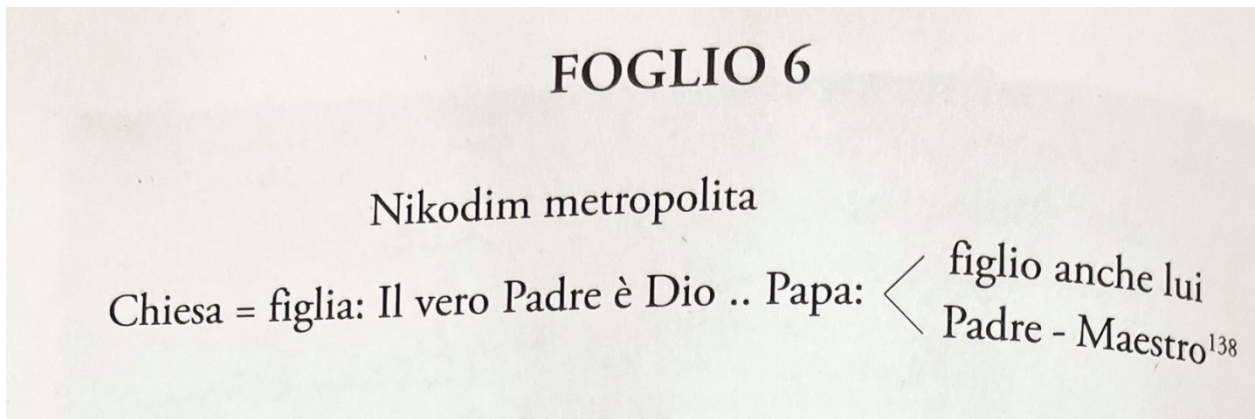 FOGLIO 6
Nikodim metropolita
Chiesa = figlia: Il vero Padre è Dio .. Papa:
figlio anche lui
Padre - Maestro138